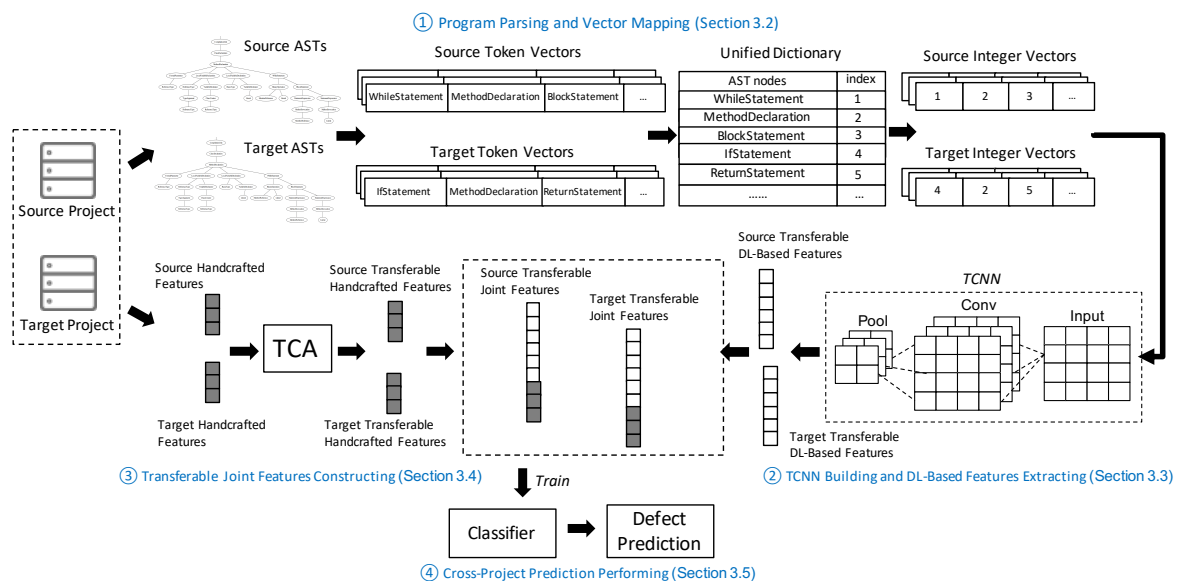 ① Program Parsing and Vector Mapping (Section 3.2)
Source ASTs
Source Token Vectors
WhileStatement MethodDeclaration BlockStatement ...
Unified Dictionary
AST nodes index
WhileStatement 1
MethodDeclaration 2
BlockStatement 3
IfStatement 4
ReturnStatement 5
...... ...
Source Integer Vectors
1 2 3 ...
Target ASTs
Target Token Vectors
IfStatement MethodDeclaration ReturnStatement ...
Target Integer Vectors
4 2 5 ...
Source Project
Target Project
Source Handcrafted
Features
Target Handcrafted
Features
TCA
Source Transferable
Handcrafted Features
Target Transferable
Handcrafted Features
Source Transferable
Joint Features
Target Transferable
Joint Features
Source Transferable
DL-Based Features
Target Transferable
DL-Based Features
TCNN
Pool
Conv
Input
③ Transferable Joint Features Constructing (Section 3.4)
② TCNN Building and DL-Based Features Extracting (Section 3.3)
Train
Classifier
Defect
Prediction
④ Cross-Project Prediction Performing (Section 3.5)